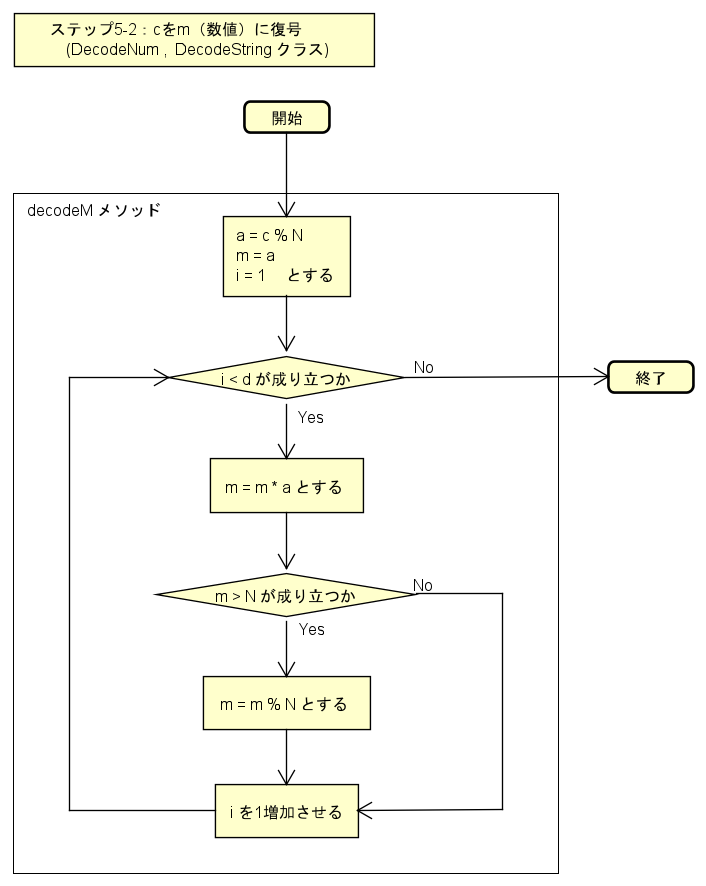 ステップ5-2：cをm（数値）に復号
(DecodeNum , DecodeString クラス)
開始
decodeM メソッド
a = c % N
m = a
i = 1 とする
i < d が成り立つか
No
終了
Yes
m = m * a とする
m > N が成り立つか
No
Yes
m = m % N とする
i を1増加させる